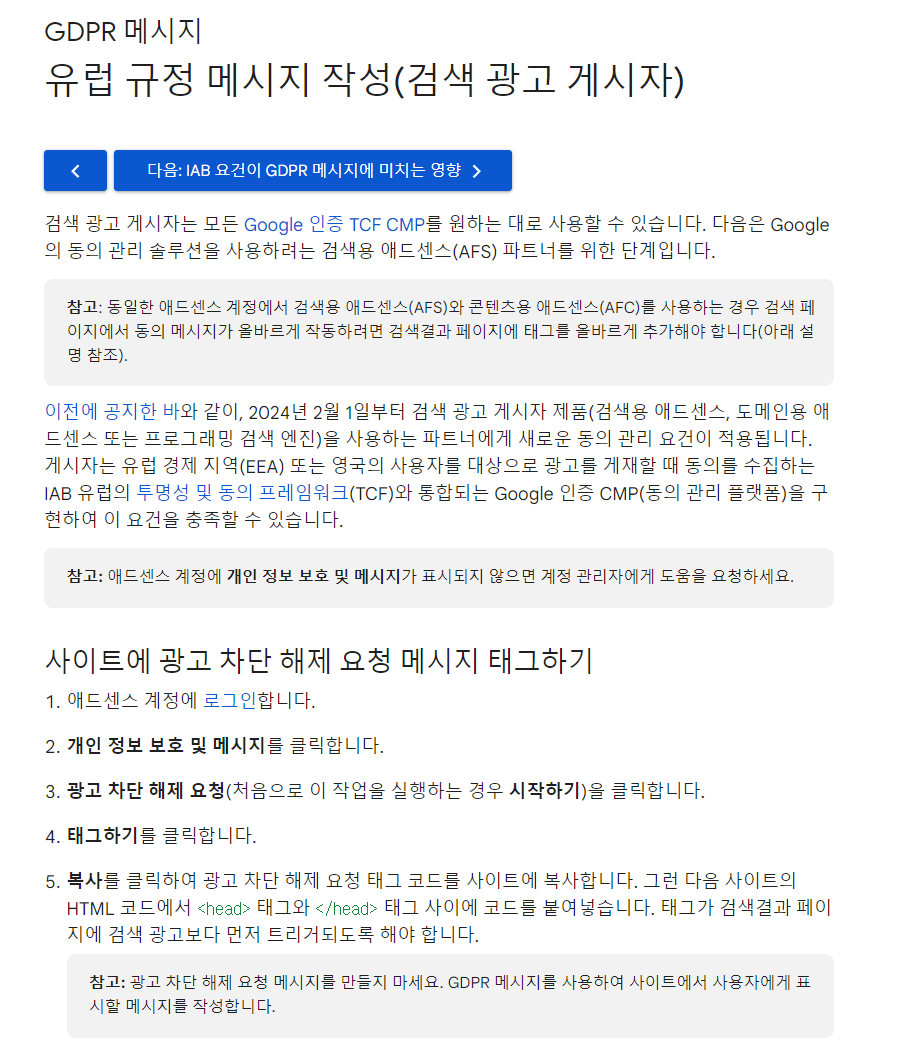 GDPR 메시지
유럽 규정 메시지 작성(검색 광고 게시자)
다음: IAB 요건이 GDPR 메시지에 미치는 영향
검색 광고 게시자는 모든 Google 인증 TCF CMP를 원하는 대로 사용할 수 있습니다. 다음은 Google
의 동의 관리 솔루션을 사용하려는 검색용 애드센스(AFS) 파트너를 위한 단계입니다.
참고: 동일한 애드센스 계정에서 검색용 애드센스(AFS)와 콘텐츠용 애드센스(AFC)를 사용하는 경우 검색 페
이지에서 동의 메시지가 올바르게 작동하려면 검색결과 페이지에 태그를 올바르게 추가해야 합니다(아래 설
명 참조).
이전에 공지한 바와 같이, 2024년 2월 1일부터 검색 광고 게시자 제품(검색용 애드센스, 도메인용 애
드센스 또는 프로그래밍 검색 엔진)을 사용하는 파트너에게 새로운 동의 관리 요건이 적용됩니다.
게시자는 유럽 경제 지역(EEA) 또는 영국의 사용자를 대상으로 광고를 게재할 때 동의를 수집하는
IAB 유럽의 투명성 및 동의 프레임워크(TCF)와 통합되는 Google 인증 CMP(동의 관리 플랫폼)을 구
현하여 이 요건을 충족할 수 있습니다.
참고: 애드센스 계정에 개인 정보 보호 및 메시지가 표시되지 않으면 계정 관리자에게 도움을 요청하세요.
사이트에 광고 차단 해제 요청 메시지 태그하기
1. 애드센스 계정에 로그인합니다.
2. 개인 정보 보호 및 메시지를 클릭합니다.
3. 광고 차단 해제 요청(처음으로 이 작업을 실행하는 경우 시작하기)을 클릭합니다.
4. 태그하기를 클릭합니다.
5. 복사를 클릭하여 광고 차단 해제 요청 태그 코드를 사이트에 복사합니다. 그런 다음 사이트의
HTML 코드에서 <head> 태그와 </head> 태그 사이에 코드를 붙여넣습니다. 태그가 검색결과 페이
지에 검색 광고보다 먼저 트리거되도록 해야 합니다.
참고: 광고 차단 해제 요청 메시지를 만들지 마세요. GDPR 메시지를 사용하여 사이트에서 사용자에게 표
시할 메시지를 작성합니다.